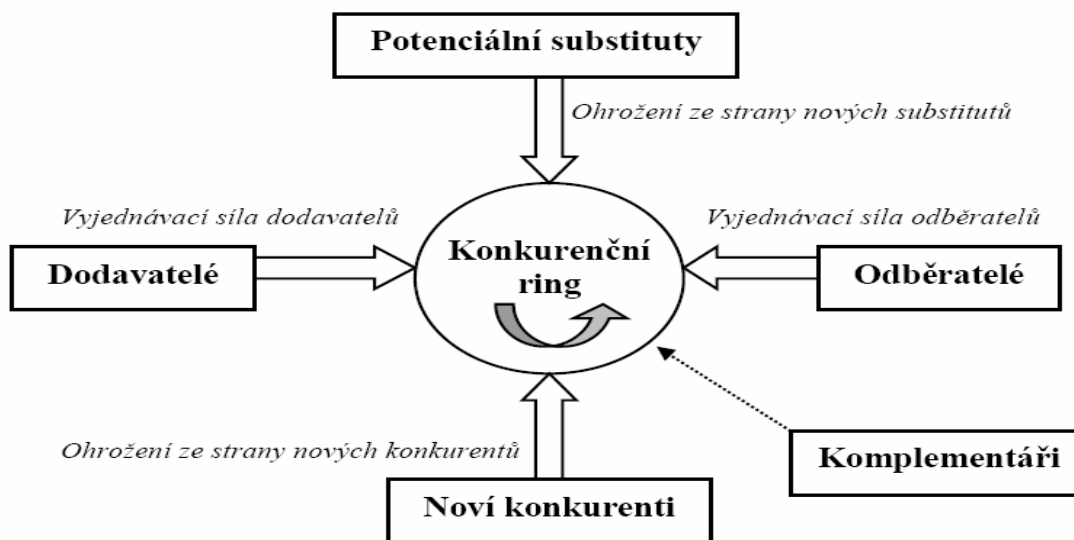 Potenciální substituty
Ohrožení ze strany nových substitutů
Vyjednávací síla dodavatelů
Vyjednávací síla odběratelů
Dodavatelé
Konkurenční
ring
Odběratelé
Ohrožení ze strany nových konkurentů
Komplementáři
Noví konkurenti